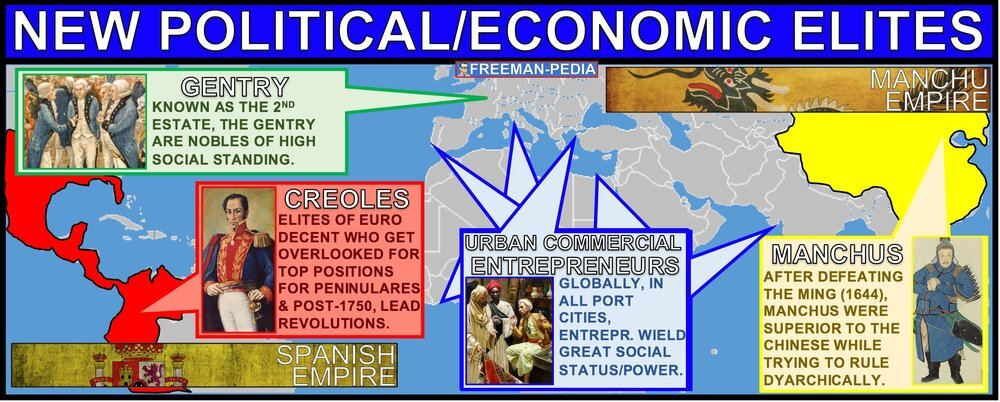 NEW POLITICAL/ECONOMIC ELITES
FREEMAN-PEDIA
GENTRY
KNOWN AS THE 2ND
ESTATE, THE GENTRY
ARE NOBLES OF HIGH
SOCIAL STANDING.
MANCHU
EMPIRE
CREOLES
ELITES OF EURO
DECENT WHO GET
OVERLOOKED FOR
TOP POSITIONS
FOR PENINULARES
& POST-1750, LEAD
REVOLUTIONS.
SPANISH
EMPIRE
URBAN COMMERCIAL
ENTREPRENEURS
GLOBALLY, IN
ALL PORT
CITIES,
ENTREPR. WIELD
GREAT SOCIAL
STATUS/POWER.
MANCHUS
AFTER DEFEATING
THE MING (1644),
MANCHUS WERE
SUPERIOR TO THE
CHINESE WHILE
TRYING TO RULE
DYARCHICALLY.